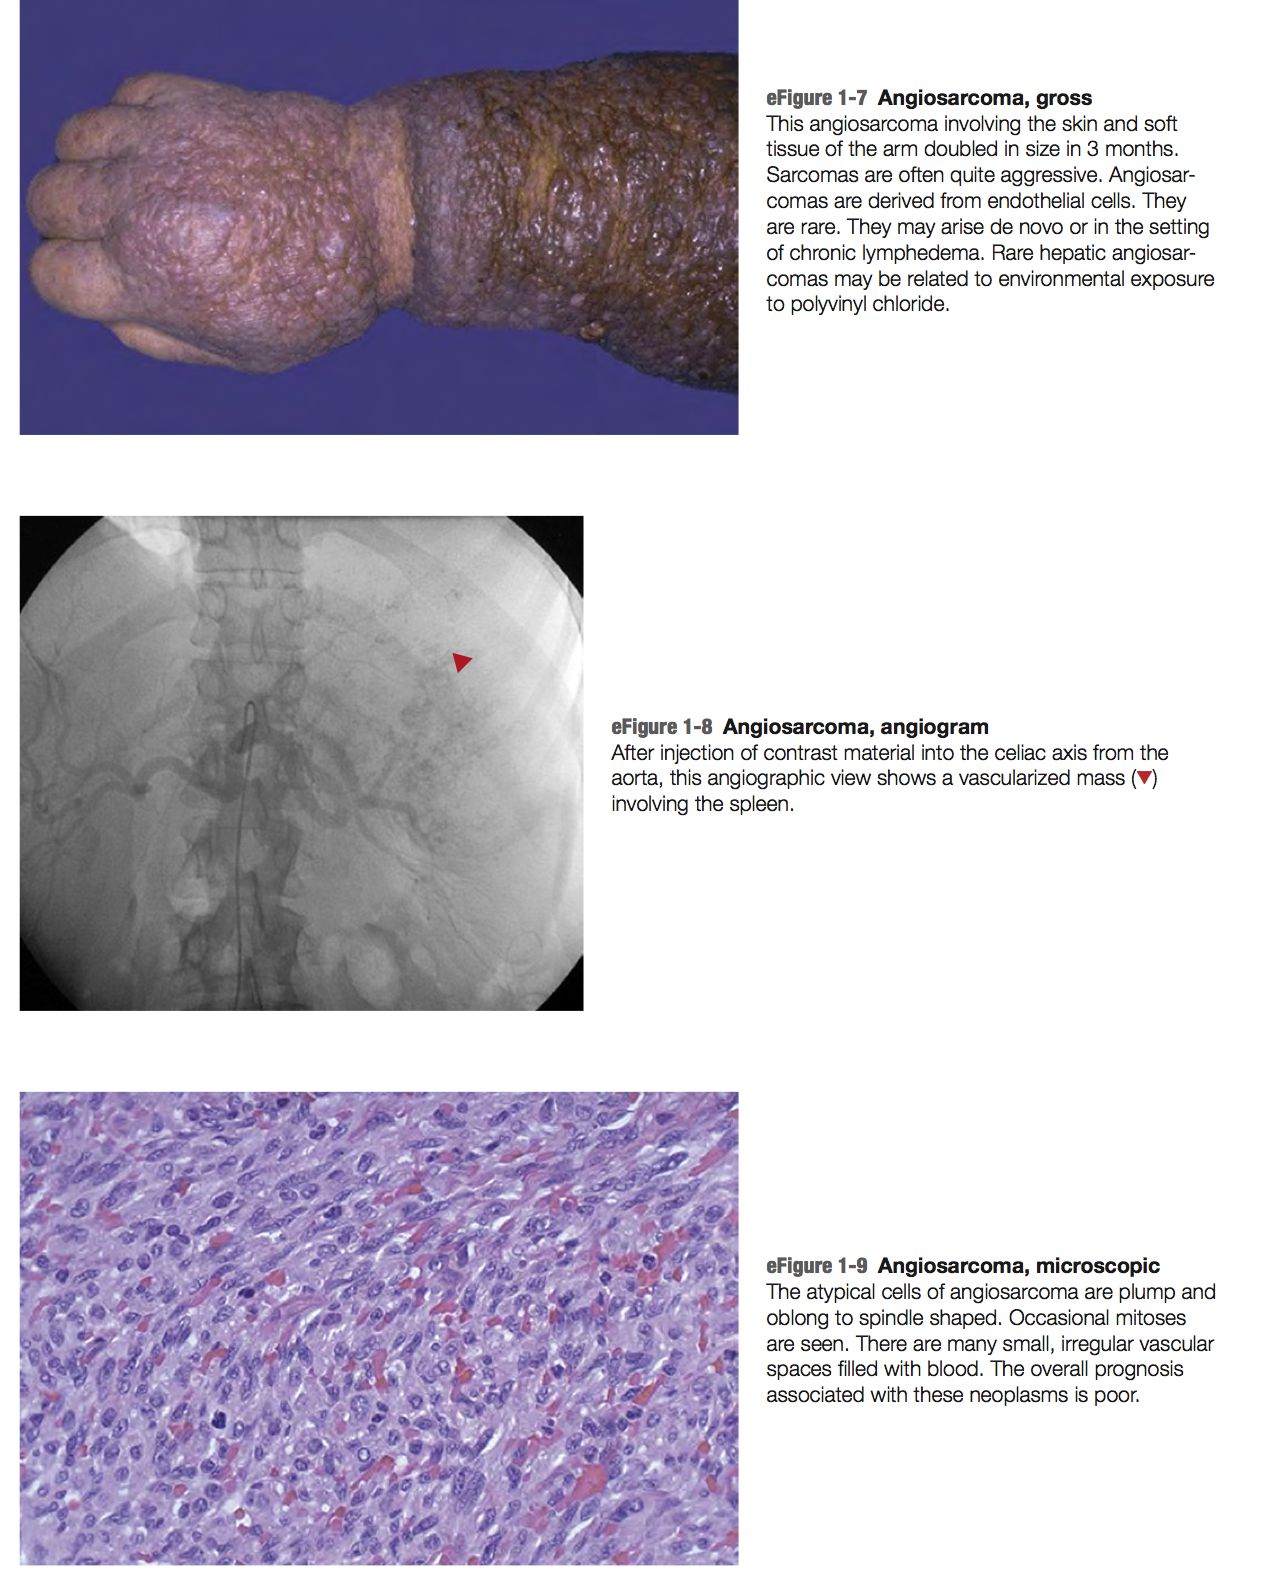 eFigure 1-7 Angiosarcoma, gross
This angiosarcoma involving the skin and soft
tissue of the arm doubled in size in 3 months.
Sarcomas are often quite aggressive. Angiosar-
comas are derived from endothelial cells. They
are rare. They may arise de novo or in the setting
of chronic lymphedema. Rare hepatic angiosar-
comas may be related to environmental exposure
to polyvinyl chloride.
eFigure 1-8 Angiosarcoma, angiogram
After injection of contrast material into the celiac axis from the
aorta, this angiographic view shows a vascularized mass (▼)
involving the spleen.
eFigure 1-9 Angiosarcoma, microscopic
The atypical cells of angiosarcoma are plump and
oblong to spindle shaped. Occasional mitoses
are seen. There are many small, irregular vascular
spaces filled with blood. The overall prognosis
associated with these neoplasms is poor.